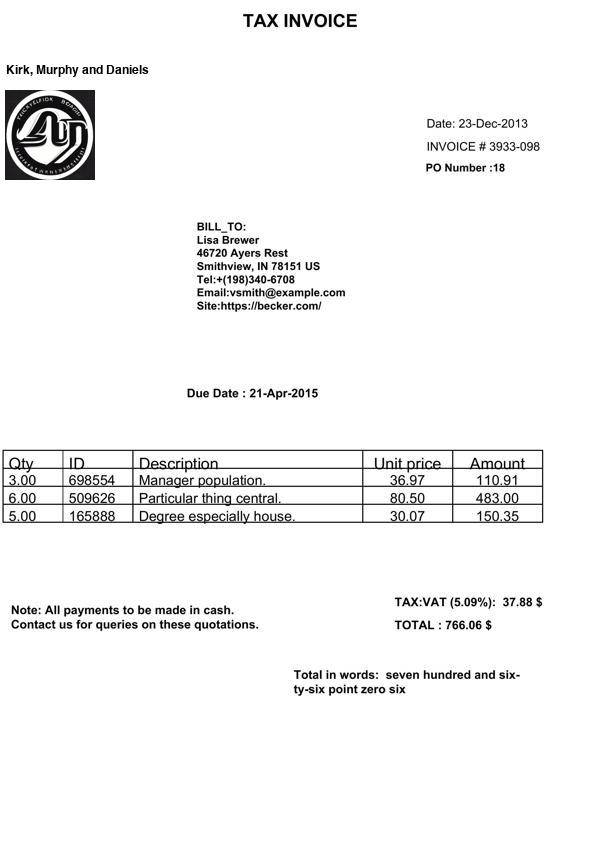 TAX INVOICE
Kirk, Murphy and Daniels
Date: 23-Dec-2013
INVOICE # 3933-098
PO Number :18
BILL_TO:
Lisa Brewer
46720 Ayers Rest
Smithview, IN 78151 US
Tel:+(198)340-6708
Email:vsmith@example.com
Site:https://becker.com/
Due Date : 21-Apr-2015
Qty ID Description Unit price Amount
3.00 698554 Manager population. 36.97 110.91
6.00 509626 Particular thing central. 80.50 483.00
5.00 165888 Degree especially house. 30.07 150.35
TAX:VAT (5.09%): 37.88 $
Note: All payments to be made in cash.
Contact us for queries on these quotations.
TOTAL : 766.06 $
Total in words: seven hundred and six-
ty-six point zero six